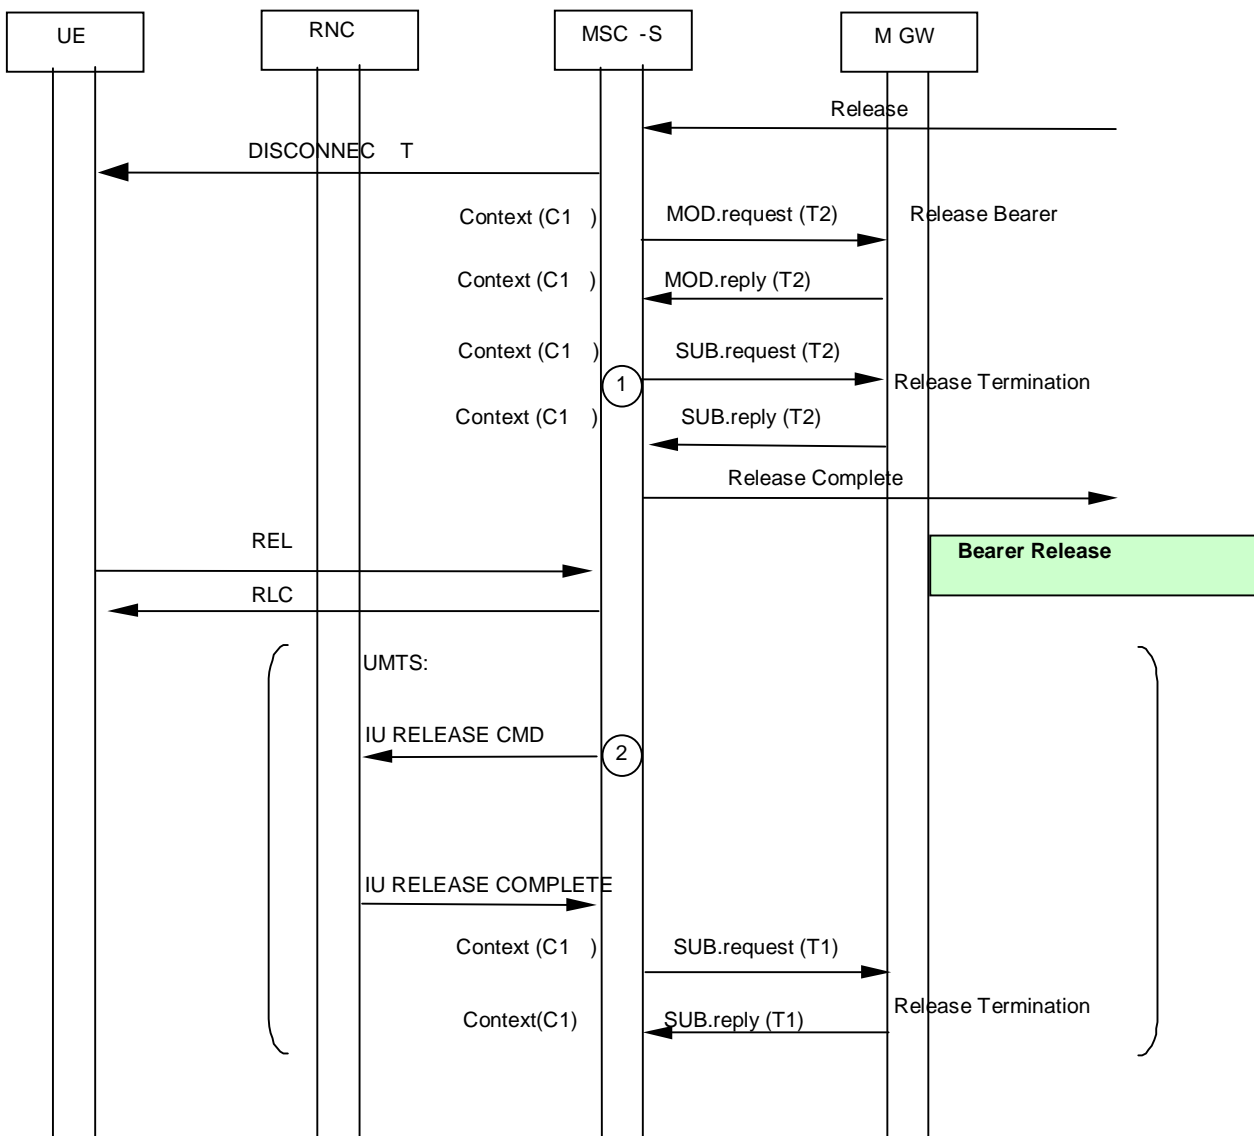 UE
RNC
MSC -S
M GW
Release
DISCONNEC T
Context (C1 )
MOD.request (T2)
Release Bearer
Context (C1 )
MOD.reply (T2)
Context (C1 )
SUB.request (T2)
1
Release Termination
Context (C1 )
SUB.reply (T2)
Release Complete
REL
Bearer Release
RLC
UMTS:
IU RELEASE CMD
2
IU RELEASE COMPLETE
Context (C1 )
SUB.request (T1)
Release Termination
Context(C1)
SUB.reply (T1)